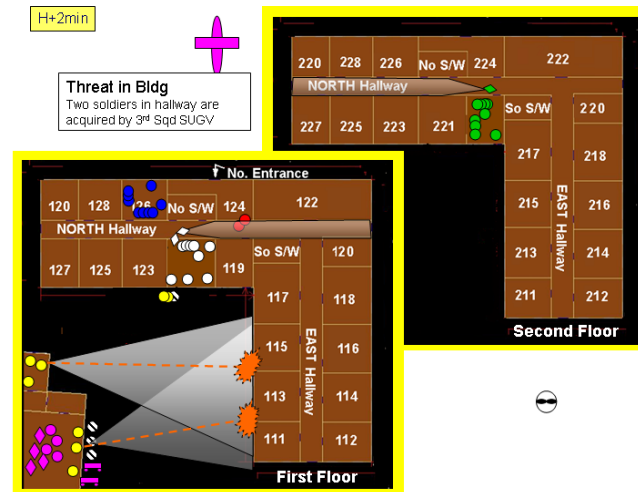 H+2min
Threat in Bldg
Two soldiers in hallway are
acquired by 3rd Sqd SUGV
220 228 226 No S/W 224 222
NORTH Hallway
227 225 223 221 So S/W 220
217 218
215 216
EAST Hallway
213 214
211 212
Second Floor
No. Entrance
120 128 126 No S/W 124 122
NORTH Hallway
127 125 123 119 So S/W 120
117 118
115 116
EAST Hallway
113 114
111 112
First Floor